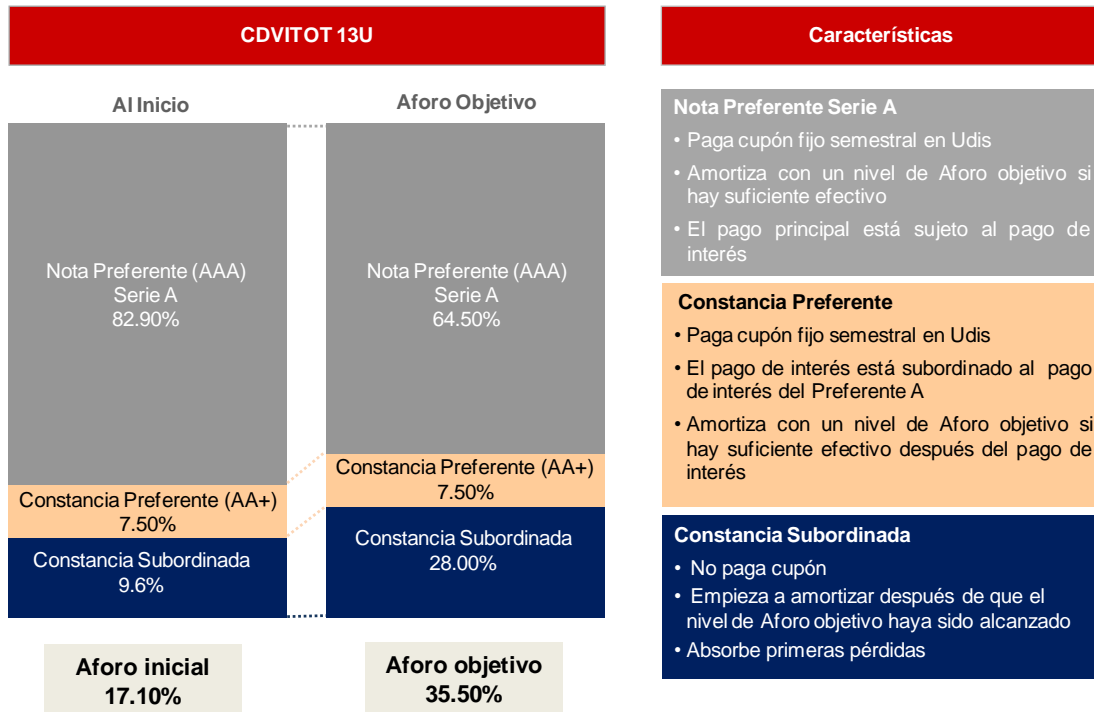 CDVITOT 13U
Al Inicio
Aforo Objetivo
Nota Preferente (AAA)
Serie A
82.90%
Nota Preferente (AAA)
Serie A
64.50%
Constancia Preferente (AA+)
7.50%
Constancia Preferente (AA+)
7.50%
Constancia Subordinada
9.6%
Constancia Subordinada
28.00%
Aforo inicial
17.10%
Aforo objetivo
35.50%
Características
Nota Preferente Serie A
• Paga cupón fijo semestral en Udis
• Amortiza con un nivel de Aforo objetivo si
hay suficiente efectivo
• El pago principal está sujeto al pago de
interés
Constancia Preferente
• Paga cupón fijo semestral en Udis
• El pago de interés está subordinado al pago
de interés del Preferente A
• Amortiza con un nivel de Aforo objetivo si
hay suficiente efectivo después del pago de
interés
Constancia Subordinada
• No paga cupón
• Empieza a amortizar después de que el
nivel de Aforo objetivo haya sido alcanzado
• Absorbe primeras pérdidas